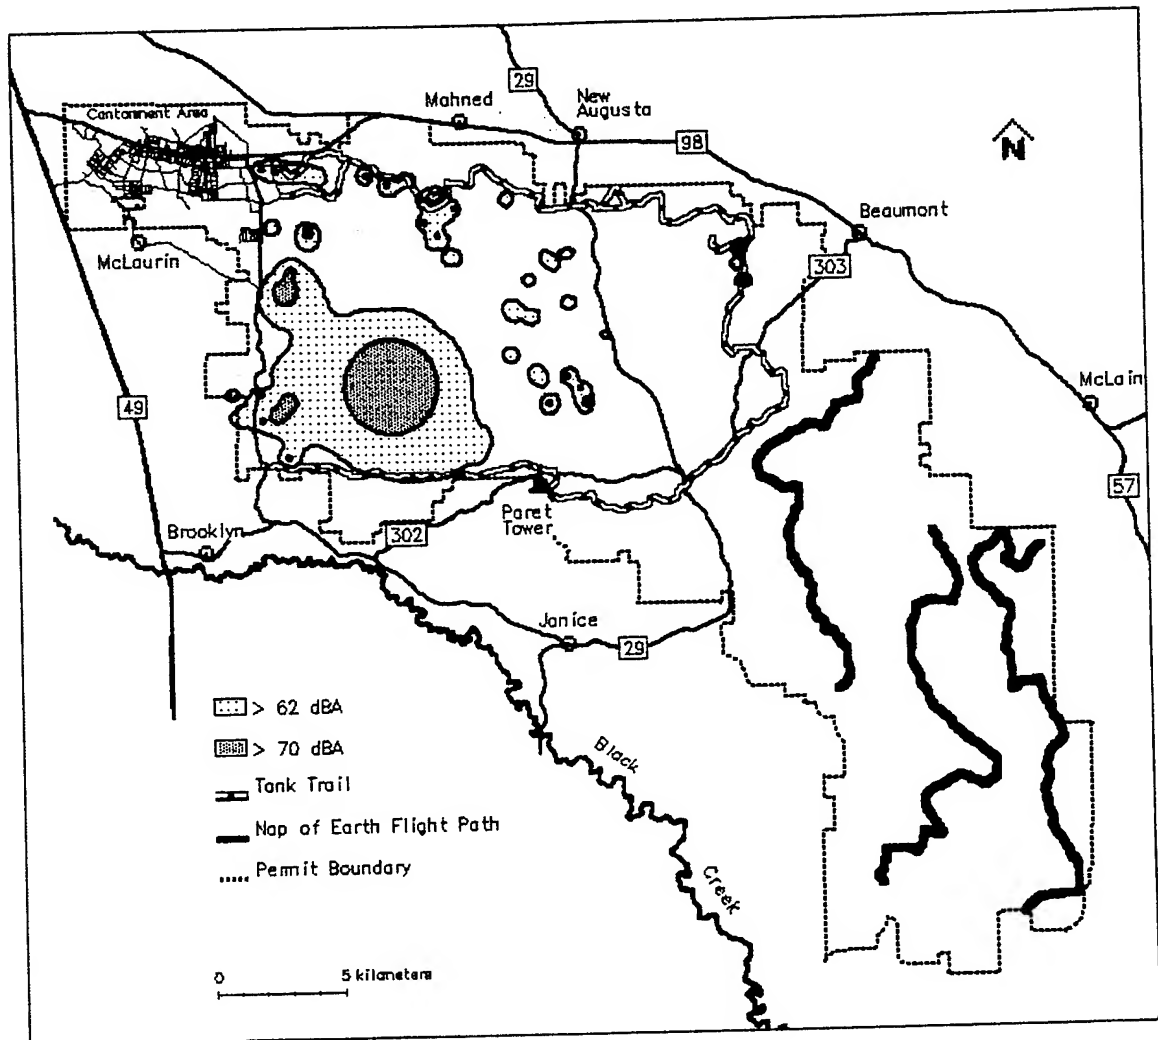 29
Mahned
New
Augusta
Cantonment Area
98
N
Beaumont
McLaurin
303
McLain
49
57
Paret
Tower
Brooklyn
302
Janice
29
> 62 dBA
> 70 dBA
Black
Tank Trail
Nap of Earth Flight Path
Permit Boundary
Creek
0
5 kilometers